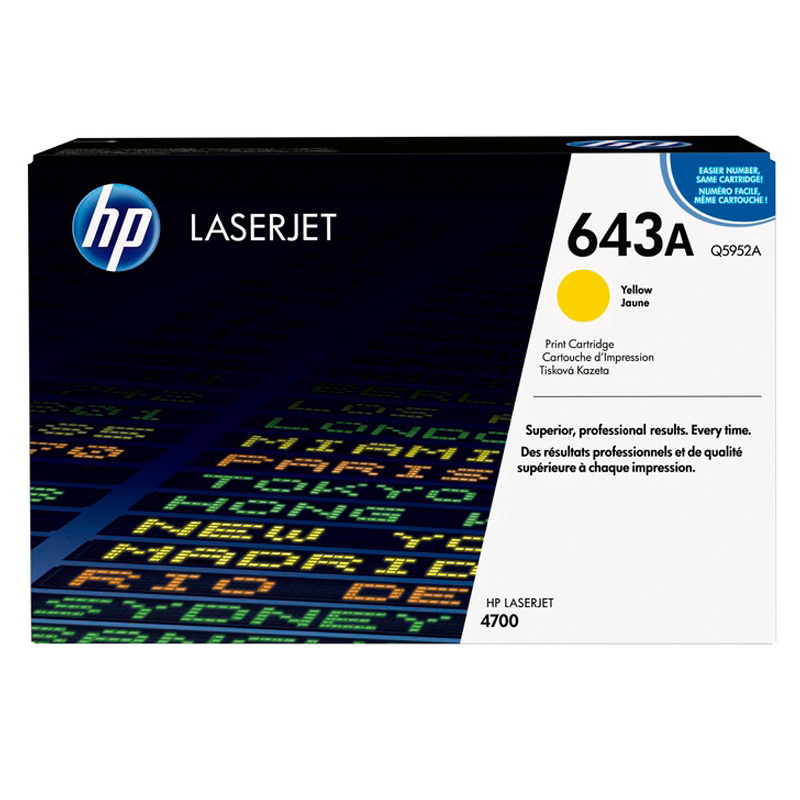 hp
LASERJET
EASIER NUMBER,
SAME CARTRIDGE!
NUMÉRO FACILE,
MÊME CARTOUCHE !
643A Q5952A
Yellow
Jaune
Print Cartridge
Cartouche d'Impression
Tisková Kazeta
Superior, professional results. Every time.
Des résultats professionnels et de qualité
supérieure à chaque impression.
HP LASERJET
4700
BERL
LOS A
LONDO
MIAMI
PARIS
TOKYO
HONG K
NEW YO
MADRID
RIO DE
SYDNEY